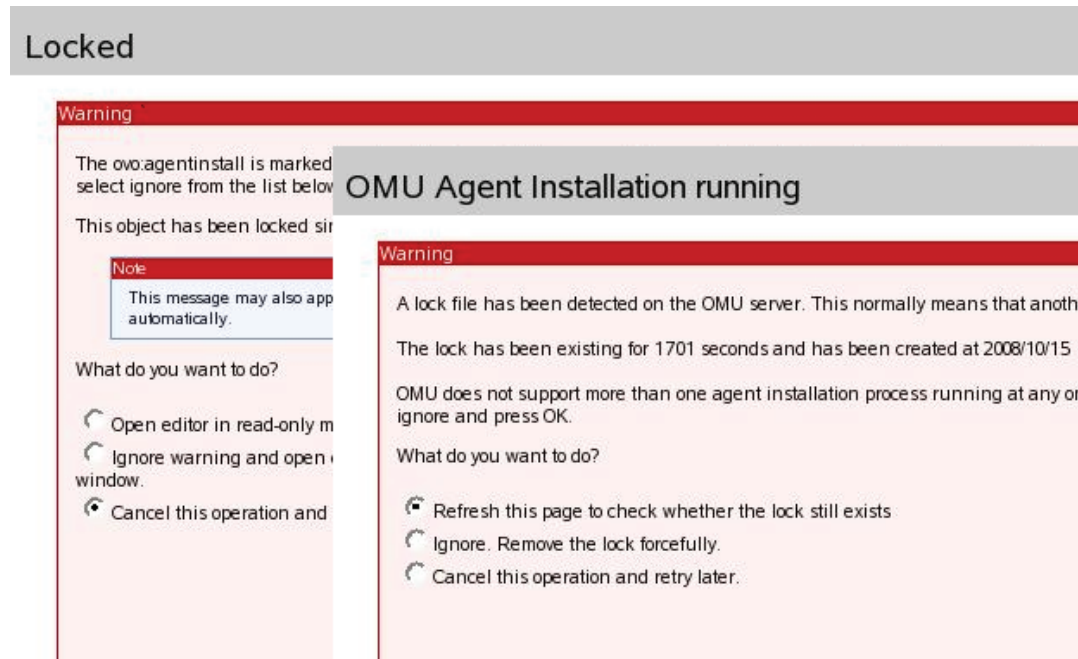 Locked
Warning
The ovo:agentinstall is marked
select ignore from the list below
This object has been locked sin
Note
This message may also app
automatically.
What do you want to do?
Open editor in read-only m
Ignore warning and open
window.
Cancel this operation and
OMU Agent Installation running
Warning
A lock file has been detected on the OMU server. This normally means that anoth
The lock has been existing for 1701 seconds and has been created at 2008/10/15
OMU does not support more than one agent installation process running at any or
ignore and press OK.
What do you want to do?
Refresh this page to check whether the lock still exists
Ignore. Remove the lock forcefully.
Cancel this operation and retry later.